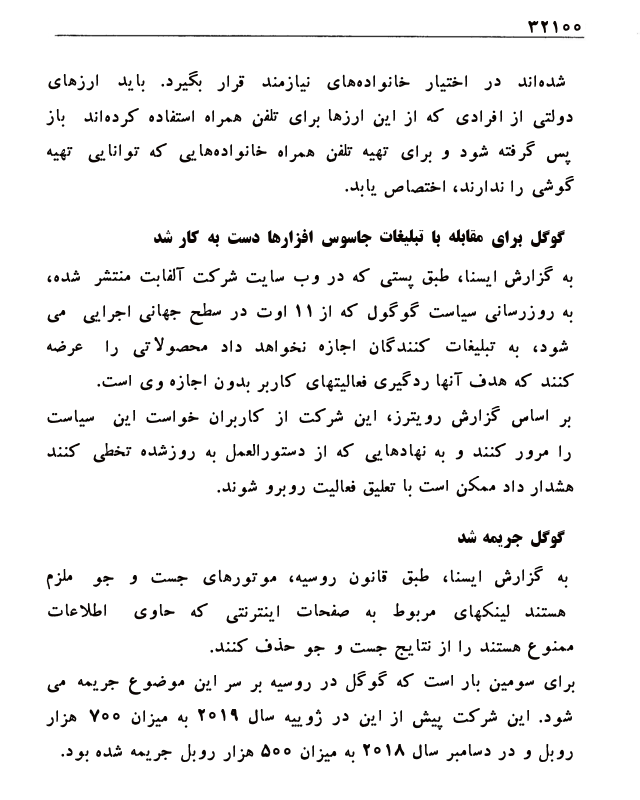 ۳۲۱۰۰
شده‌اند در اختیار خانواده‌های نیازمند قرار بگیرد. باید ارزهای
دولتی از افرادی که از این ارزها برای تلفن همراه استفاده کرده‌اند باز
پس گرفته شود و برای تهیه تلفن همراه خانواده‌هایی که توانایی تهیه
گوشی را ندارند، اختصاص یابد.
گوگل برای مقابله با تبلیغات جاسوس افزارها دست به کار شد
به گزارش ایسنا، طبق پستی که در وب سایت شرکت آلفابت منتشر شده،
به روزرسانی سیاست گوگول که از ۱۱ اوت در سطح جهانی اجرایی می
شود، به تبلیغات کنندگان اجازه نخواهد داد محصولاتی را عرضه
کنند که هدف آنها ردگیری فعالیتهای کاربر بدون اجازه وی است.
بر اساس گزارش رویترز، این شرکت از کاربران خواست این سیاست
را مرور کنند و به نهادهایی که از دستورالعمل به روزشده تخطی کنند
هشدار داد ممکن است با تعلیق فعالیت روبرو شوند.
گوگل جریمه شد
به گزارش ایسنا، طبق قانون روسیه، موتورهای جست و جو ملزم
هستند لینکهای مربوط به صفحات اینترنتی که حاوی اطلاعات
ممنوع هستند را از نتایج جست و جو حذف کنند.
برای سومین بار است که گوگل در روسیه بر سر این موضوع جریمه می
شود. این شرکت پیش از این در ژوییه سال ۲۰۱۹ به میزان ۷۰۰ هزار
روبل و در دسامبر سال ۲۰۱۸ به میزان ۵۰۰ هزار روبل جریمه شده بود.